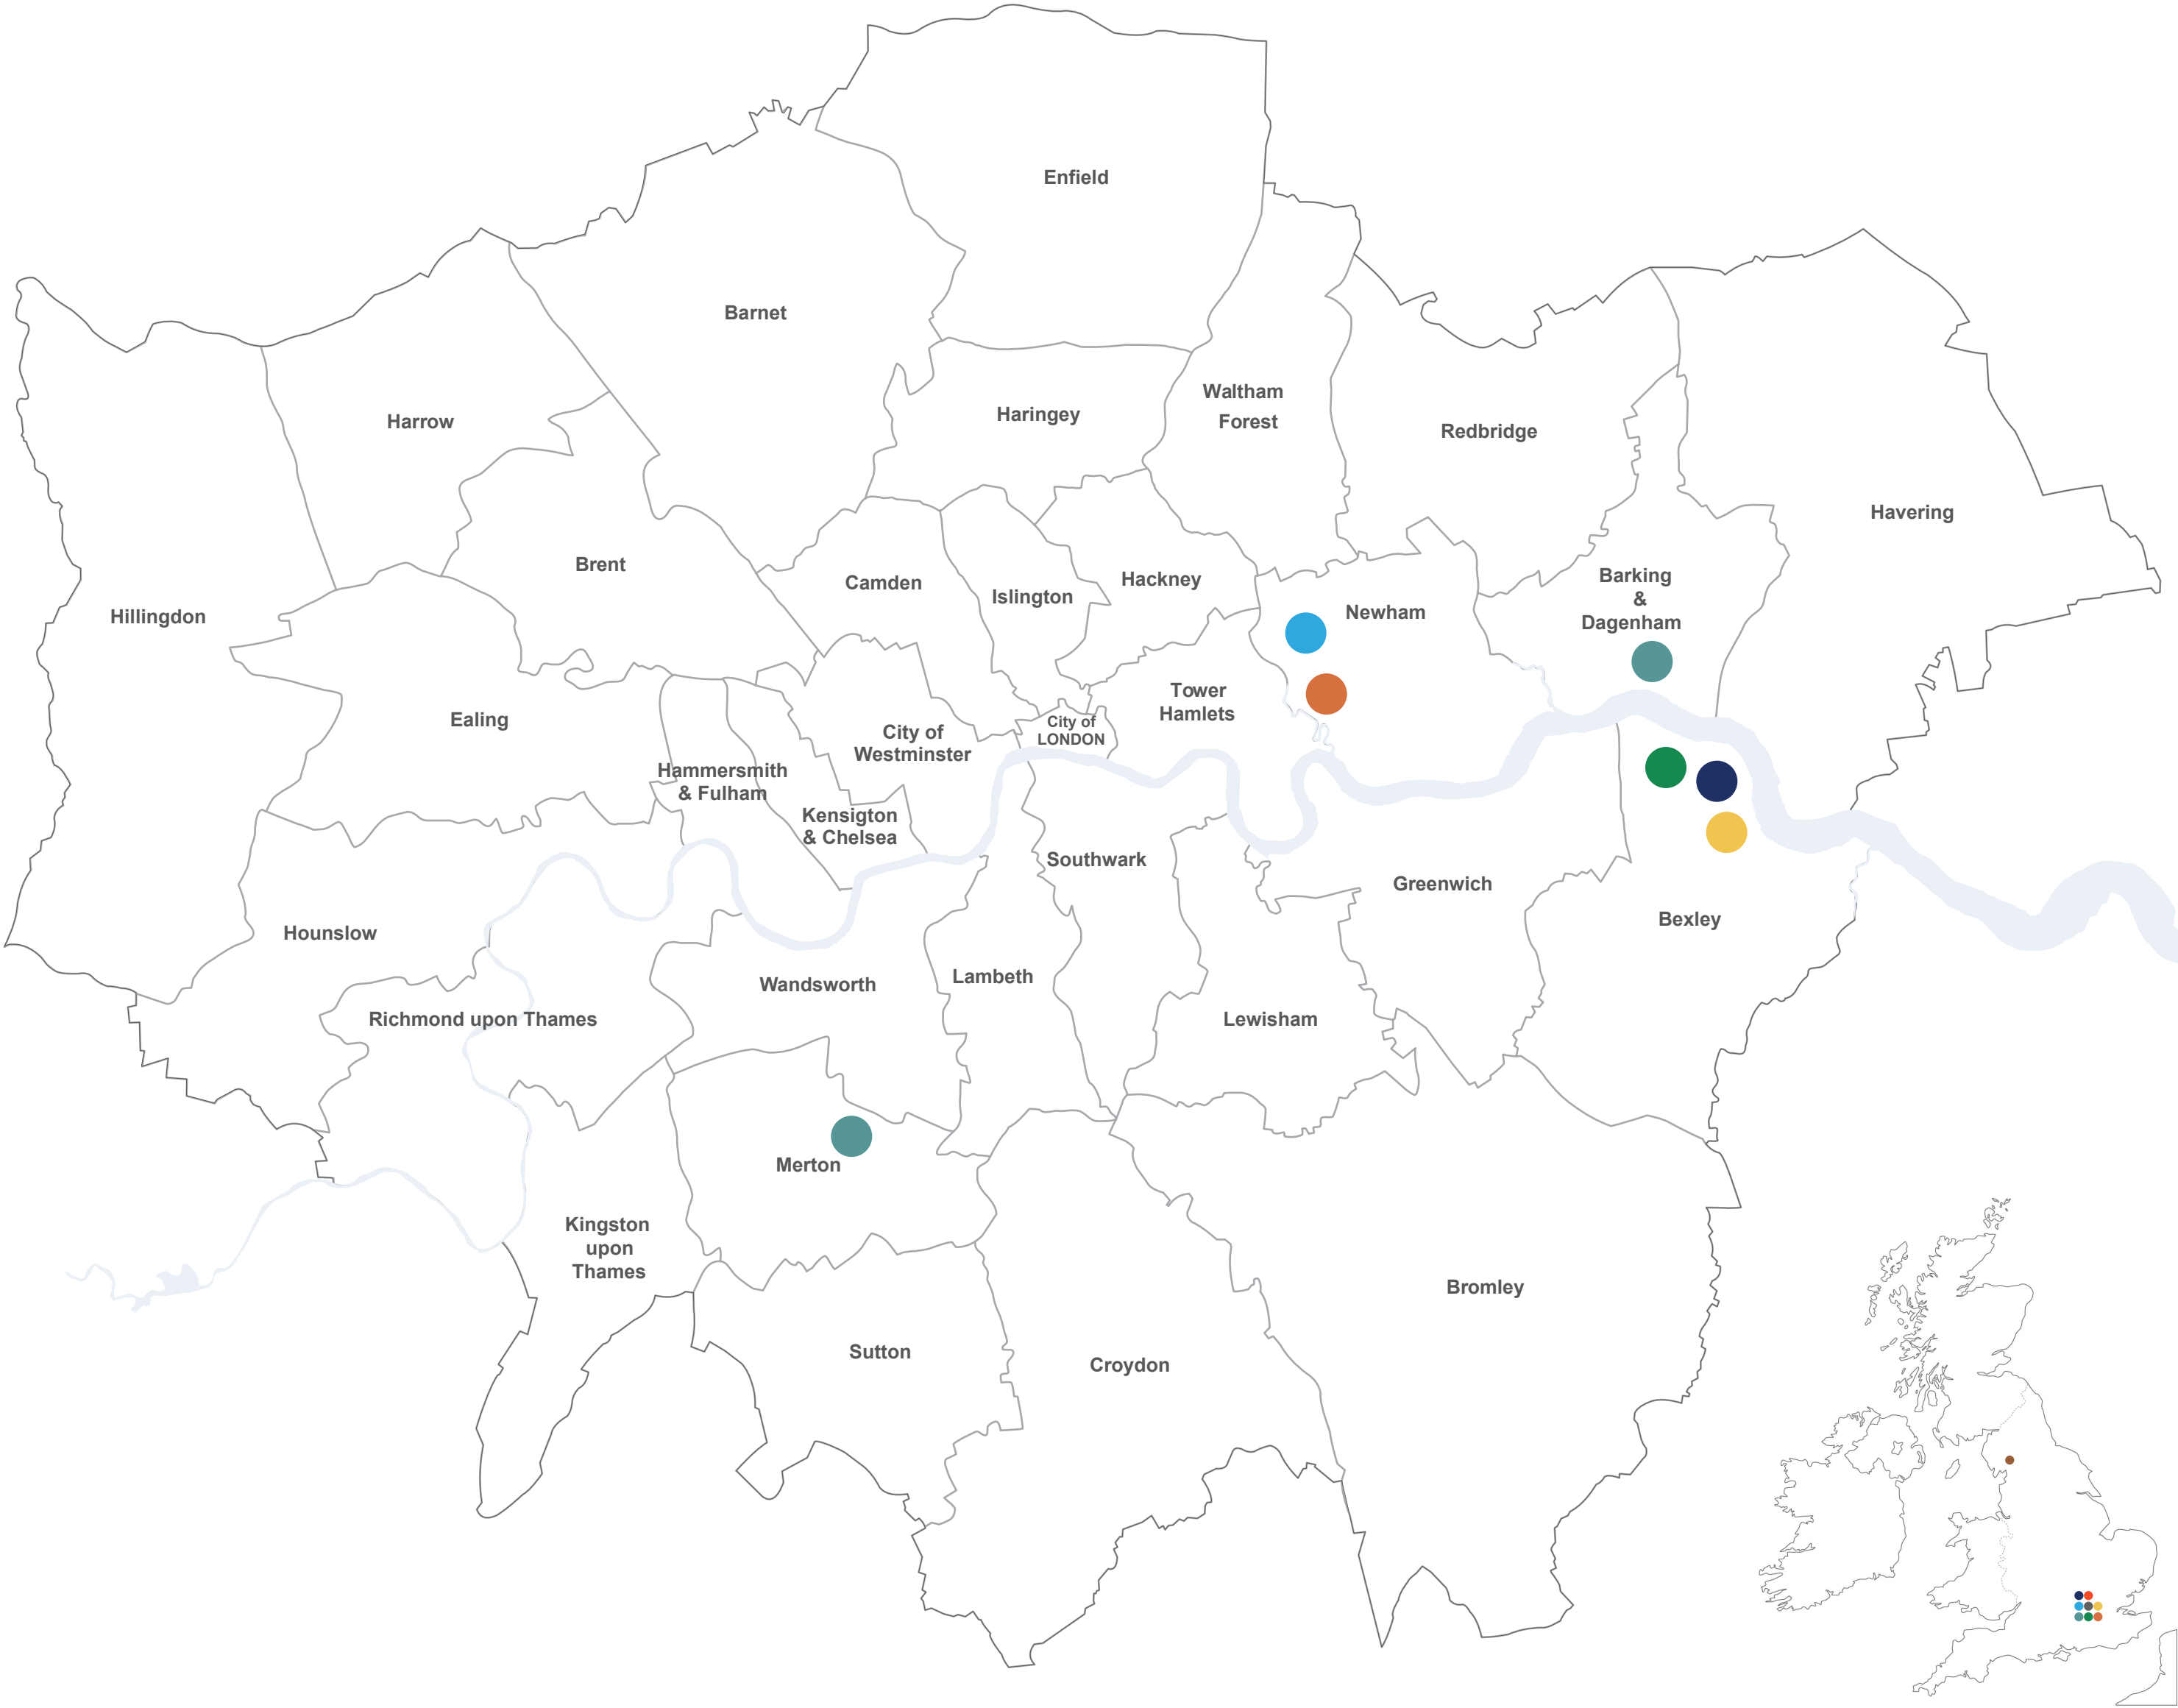 Enfield
Barnet
Waltham
Forest
Haringey
Harrow
Redbridge
Havering
Brent
Camden
Hackney
Islington
Barking
&
Dagenham
Hillingdon
Newham
Tower
Hamlets
Ealing
City of
Westminster
City of
LONDON
Hammersmith
& Fulham
Kensigton
& Chelsea
Southwark
Greenwich
Bexley
Hounslow
Wandsworth
Lambeth
Richmond upon Thames
Lewisham
Merton
Kingston
upon
Thames
Bromley
Sutton
Croydon